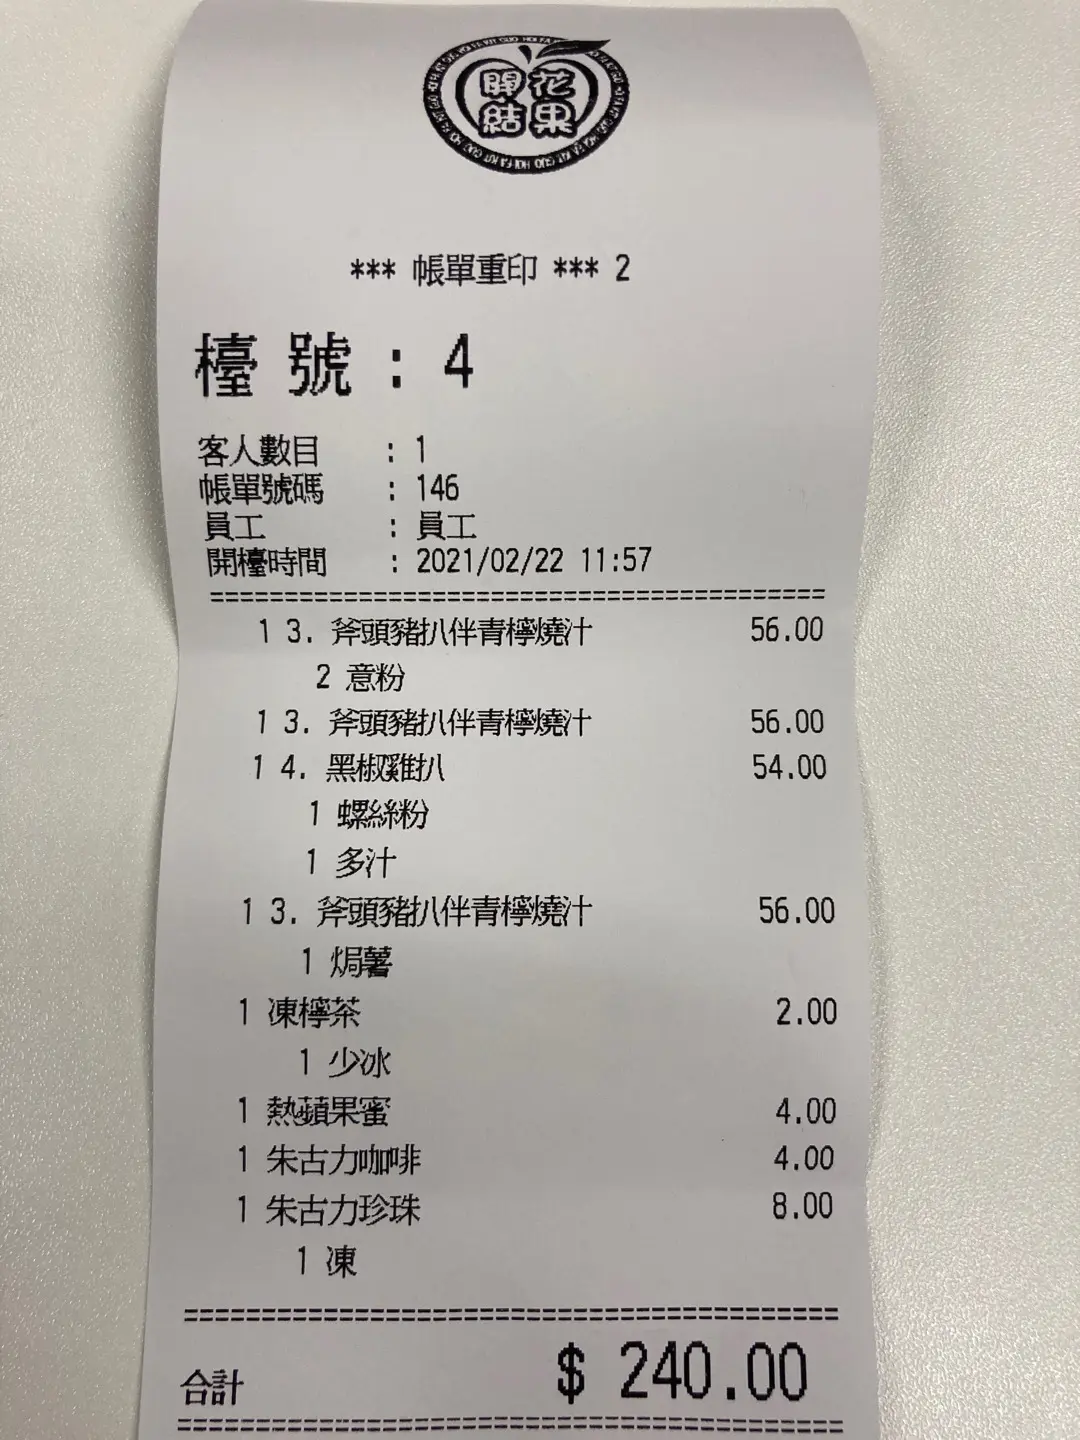 開花
結果
*** 帳單重印 *** 2
檯號 : 4
客人數目 : 1
帳單號碼 : 146
員工 : 員工
開檯時間 : 2021/02/22 11:57
==========================================
1 3. 斧頭豬扒伴青檸燒汁 56.00
2 意粉
1 3. 斧頭豬扒伴青檸燒汁 56.00
1 4. 黑椒雞扒 54.00
1 螺絲粉
1 多汁
1 3. 斧頭豬扒伴青檸燒汁 56.00
1 焗薯
1 凍檸茶 2.00
1 少冰
1 熱蘋果蜜 4.00
1 朱古力咖啡 4.00
1 朱古力珍珠 8.00
1 凍
==========================================
合計 $ 240.00
==========================================